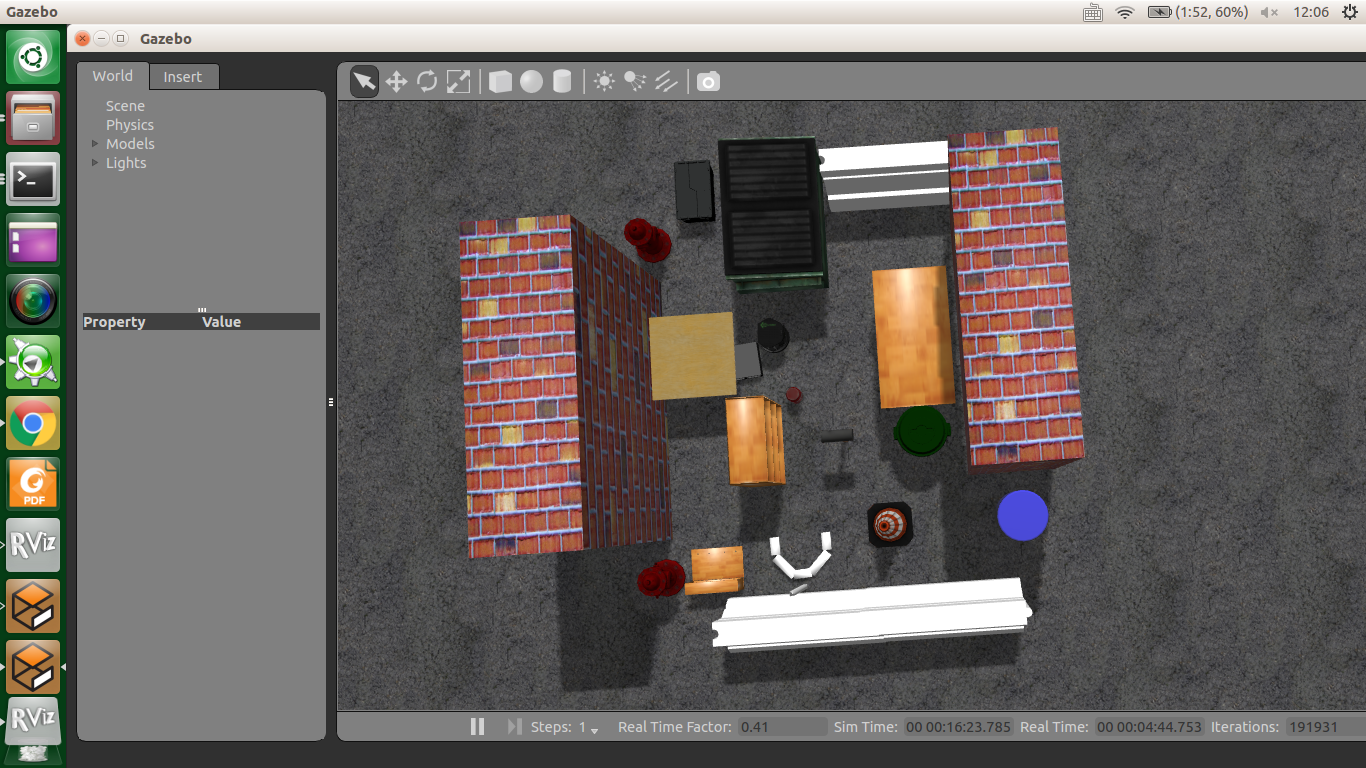 Gazebo
(1:52, 60%)
12:06
Gazebo
World Insert
Scene
Physics
Models
Lights
Property Value
PDF
RViz
RViz
Steps: 1 Real Time Factor: 0.41 Sim Time: 00 00:16:23.785 Real Time: 00 00:04:44.753 Iterations: 191931